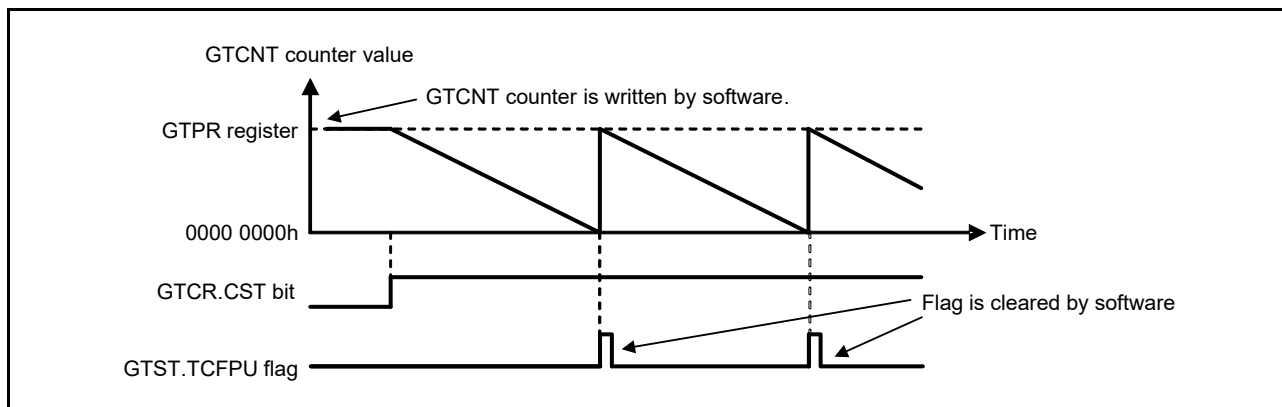 GTCNT counter value
GTCNT counter is written by software.
GTPR register
0000 0000h
Time
GTCR.CST bit
Flag is cleared by software
GTST.TCFPU flag